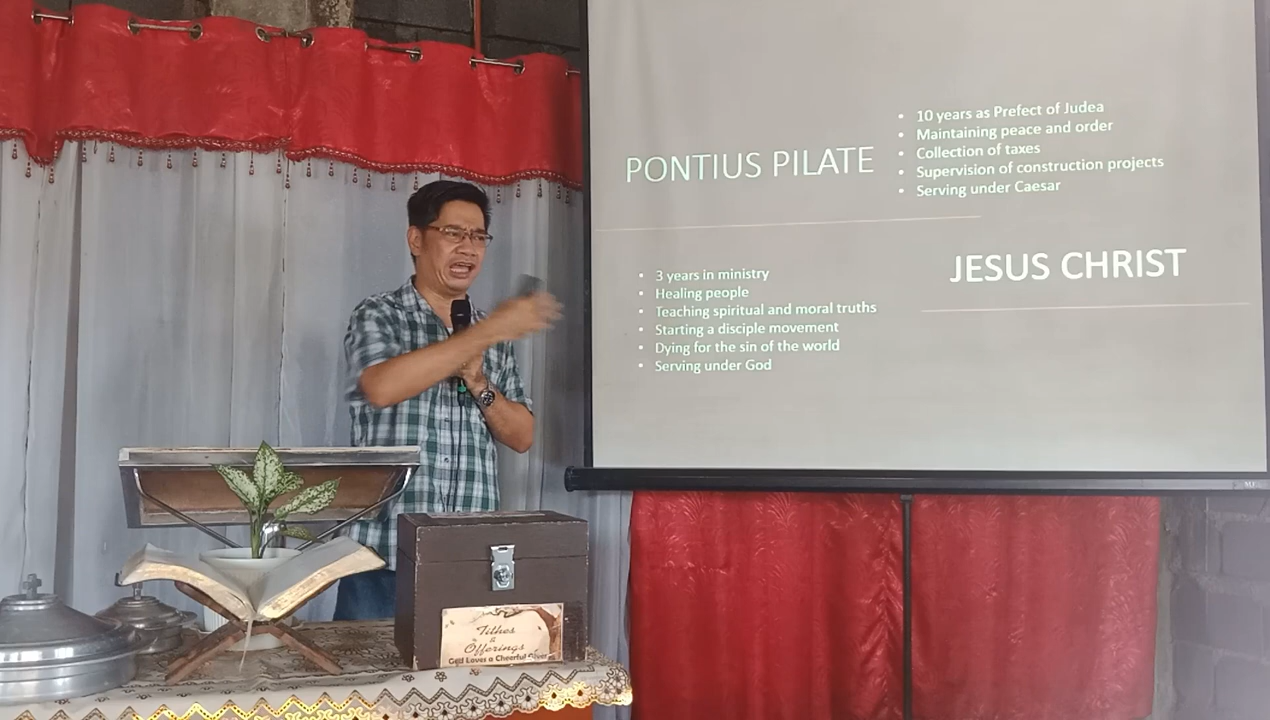 PONTIUS PILATE
• 10 years as Prefect of Judea
• Maintaining peace and order
• Collection of taxes
• Supervision of construction projects
• Serving under Caesar
JESUS CHRIST
• 3 years in ministry
• Healing people
• Teaching spiritual and moral truths
• Starting a disciple movement
• Dying for the sin of the world
• Serving under God
Tithes
&
Offerings
God Loves a Cheerful Giver